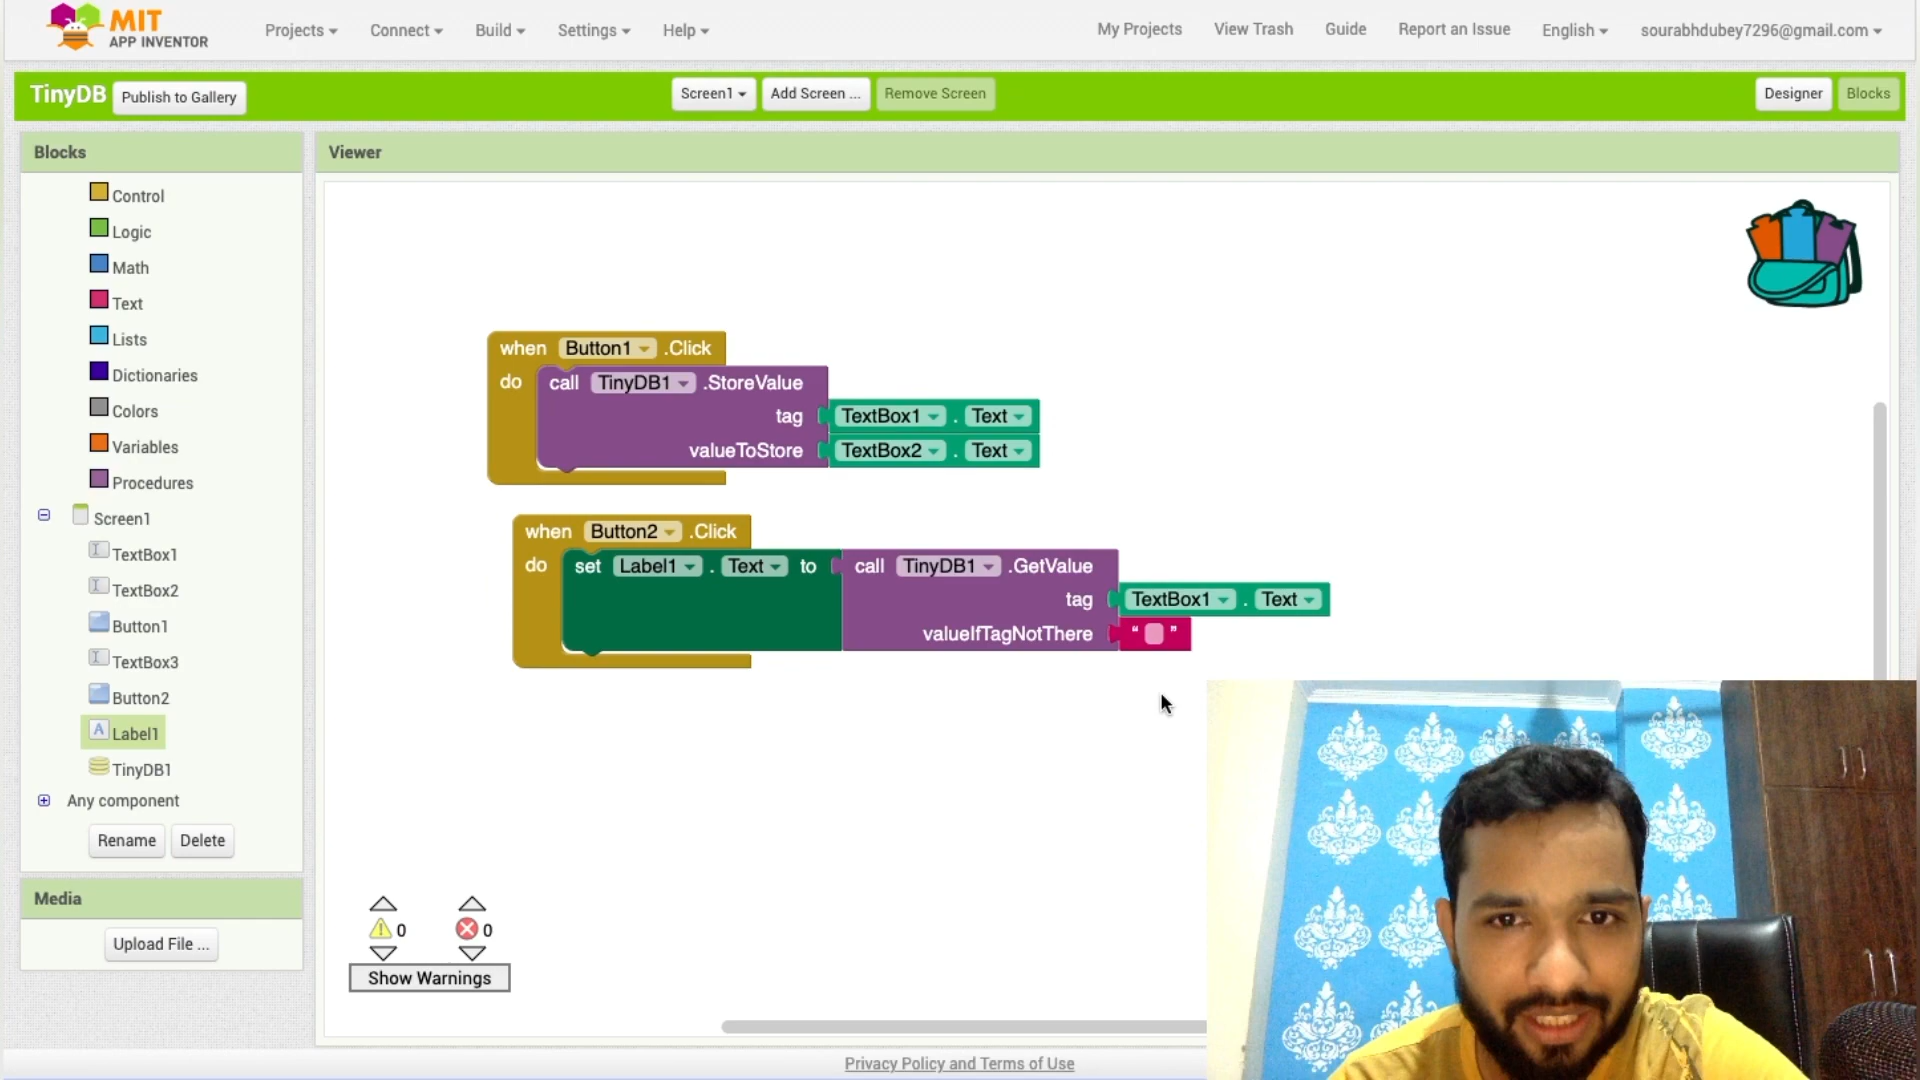 MIT
APP INVENTOR
Projects
Connect
Build
Settings
Help
My Projects
View Trash
Guide
Report an Issue
English
sourabhdubey7296@gmail.com
TinyDB
Publish to Gallery
Screen1
Add Screen ...
Remove Screen
Designer
Blocks
Blocks
Control
Logic
Math
Text
Lists
Dictionaries
Colors
Variables
Procedures
Screen1
TextBox1
TextBox2
Button1
TextBox3
Button2
Label1
TinyDB1
Any component
Rename
Delete
Media
Upload File ...
Viewer
when Button1 .Click
do call TinyDB1 .StoreValue
tag TextBox1 . Text
valueToStore TextBox2 . Text
when Button2 .Click
do set Label1 . Text to call TinyDB1 .GetValue
tag TextBox1 . Text
valueIfTagNotThere “ ”
0 0
Show Warnings
Privacy Policy and Terms of Use